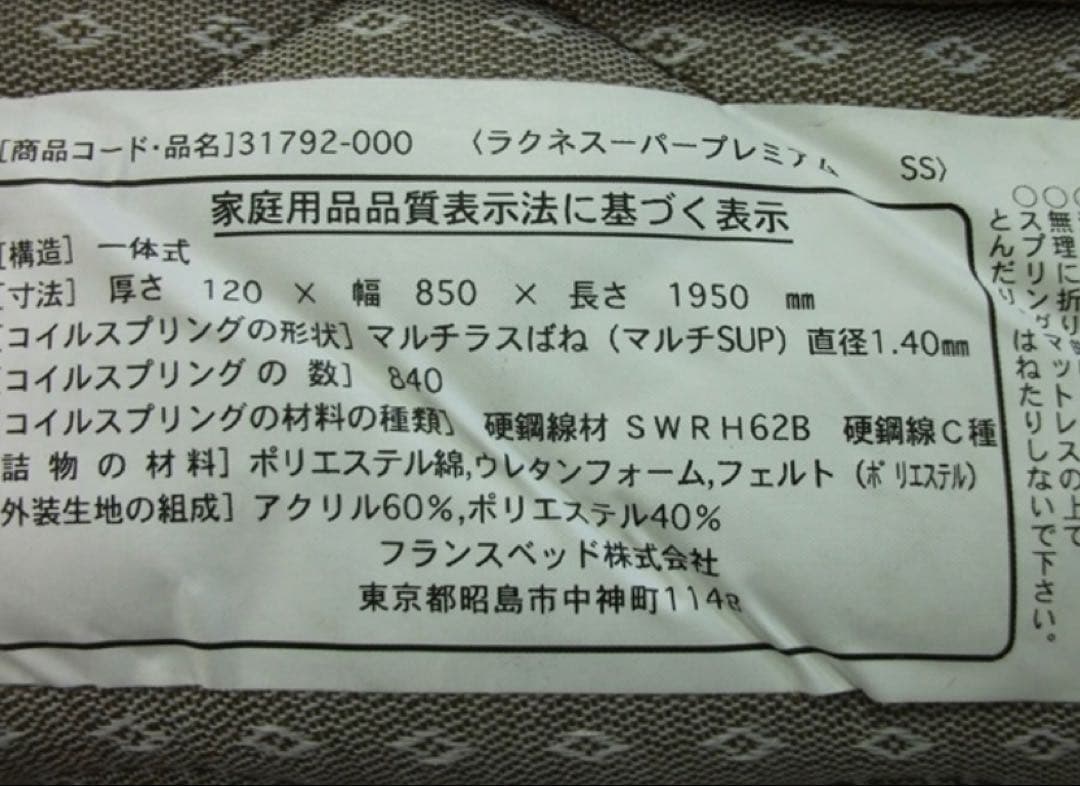 [商品コード・品名]31792-000 〈ラクネスーパープレミアム SS〉
家庭用品品質表示法に基づく表示
[構造] 一体式
[寸法] 厚さ 120 × 幅 850 × 長さ 1950 ㎜
[コイルスプリングの形状] マルチラスばね（マルチSUP）直径1.40㎜
[コイルスプリングの数] 840
[コイルスプリングの材料の種類] 硬鋼線材 SWRH62B 硬鋼線C種
詰物の材料] ポリエステル綿,ウレタンフォーム,フェルト（ポリエステル）
外装生地の組成] アクリル60%,ポリエステル40%
フランスベッド株式会社
東京都昭島市中神町1148
○無理に折り
○スプリングマットレスの上で
とんだりはねたりしないで下さい。